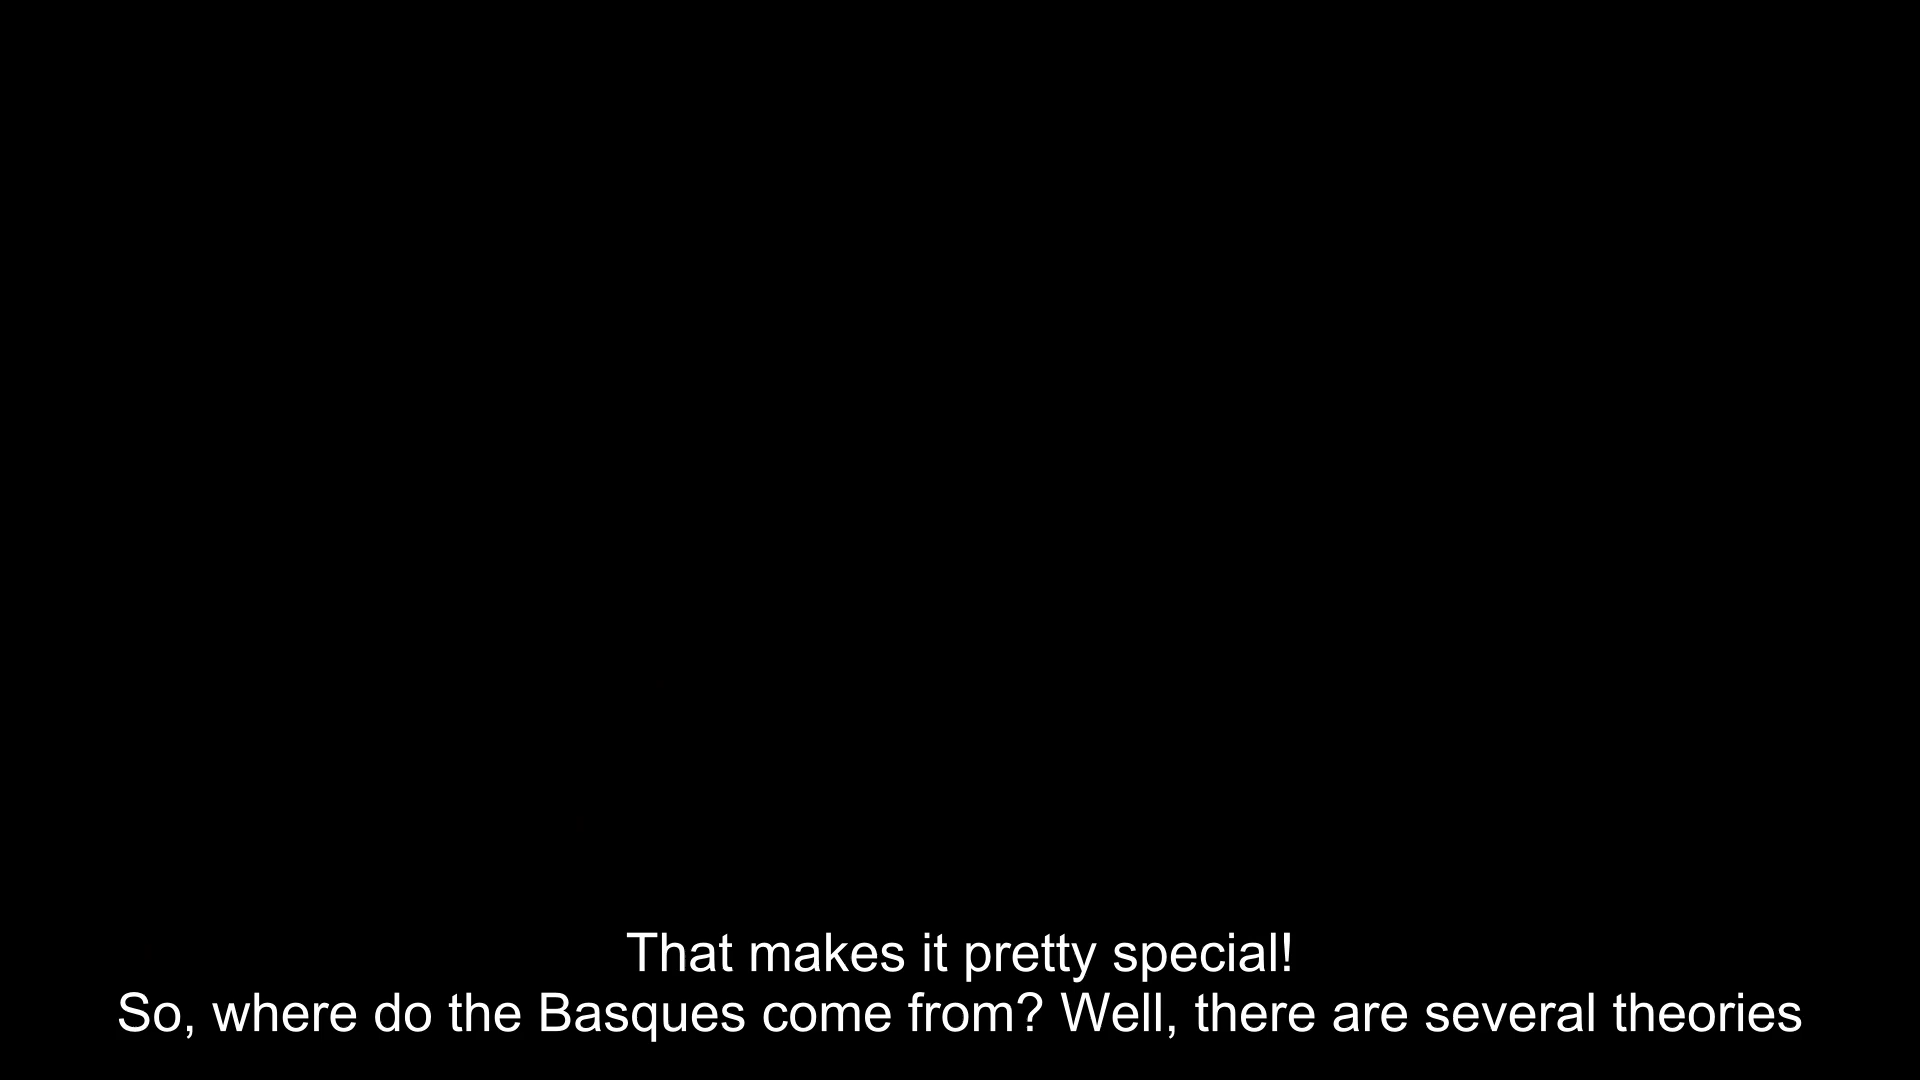 That makes it pretty special!
So, where do the Basques come from? Well, there are several theories